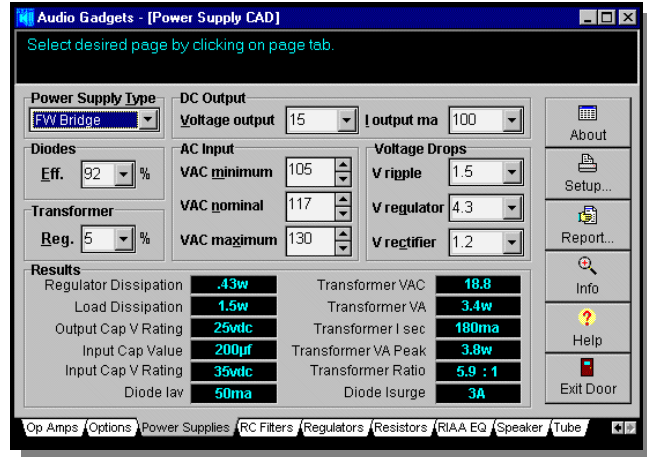 Audio Gadgets - [Power Supply CAD]
Select desired page by clicking on page tab.
Power Supply Type
FW Bridge
DC Output
Voltage output 15 I output ma 100
Diodes
Eff. 92 %
Transformer
Reg. 5 %
AC Input
VAC minimum 105
VAC nominal 117
VAC maximum 130
Voltage Drops
V ripple 1.5
V regulator 4.3
V rectifier 1.2
Results
Regulator Dissipation .43w Transformer VAC 18.8
Load Dissipation 1.5w Transformer VA 3.4w
Output Cap V Rating 25vdc Transformer I sec 180ma
Input Cap Value 200µf Transformer VA Peak 3.8w
Input Cap V Rating 35vdc Transformer Ratio 5.9 : 1
Diode Iav 50ma Diode Isurge 3A
About
Setup...
Report...
Info
Help
Exit Door
Op Amps Options Power Supplies RC Filters Regulators Resistors RIAA EQ Speaker Tube